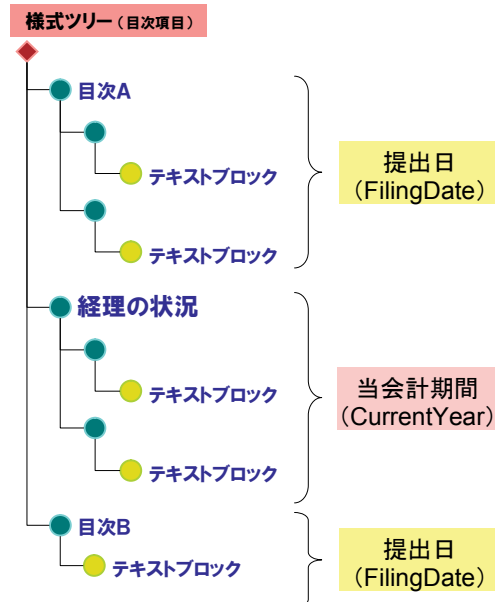 様式ツリー（目次項目）
目次A
テキストブロック
テキストブロック
提出日
（FilingDate）
経理の状況
テキストブロック
テキストブロック
当会計期間
（CurrentYear）
目次B
テキストブロック
提出日
（FilingDate）